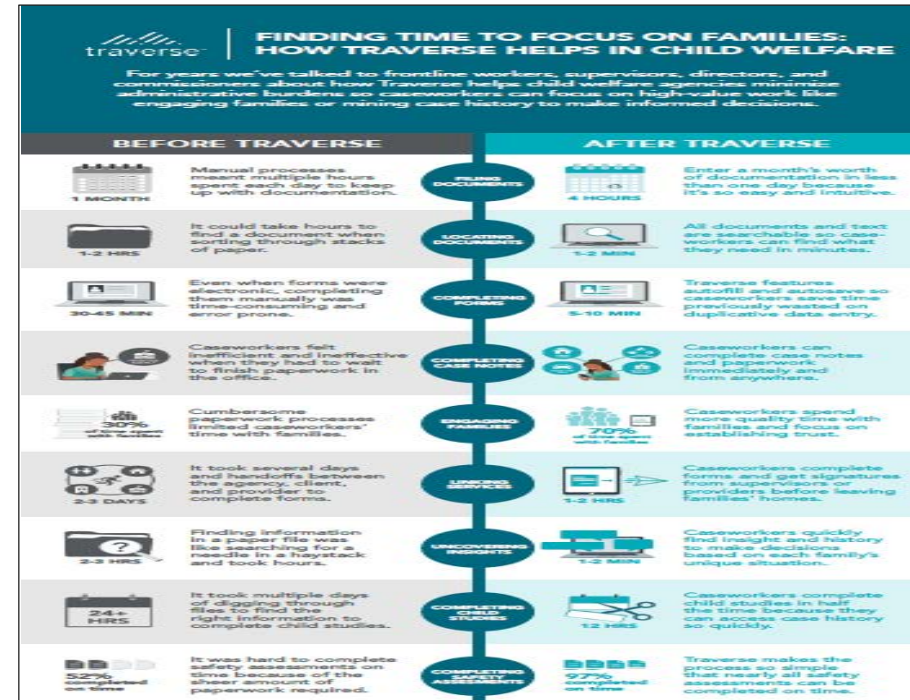 traverse
FINDING TIME TO FOCUS ON FAMILIES:
HOW TRAVERSE HELPS IN CHILD WELFARE
For years we've talked to frontline workers, supervisors, directors, and
commissioners about how Traverse helps child welfare agencies minimize
administrative burdens so caseworkers can focus on high-value work like
engaging families or mining case history to make informed decisions.
BEFORE TRAVERSE
AFTER TRAVERSE
1 MONTH
Manual processes
meant multiple hours
spent each day to keep
up with documentation.
FILING
DOCUMENTS
4 HOURS
Enter a month's worth
of documentation in less
than one day because
it's so easy and intuitive.
1-2 HRS
It could take hours to
find a document when
sorting through stacks
of paper.
LOCATING
DOCUMENTS
1-2 MIN
All documents and text
are searchable so case-
workers can find what
they need in minutes.
30-45 MIN
Even when forms were
electronic, completing
them manually was
time-consuming and
error prone.
COMPLETING
FORMS
5-10 MIN
Traverse features
autofill and autosave so
caseworkers save time
previously wasted on
duplicative data entry.
Caseworkers felt
inefficient and ineffective
when they had to wait
to finish paperwork in
the office.
COMPLETING
CASE NOTES
Caseworkers can
complete case notes
and paperwork
immediately and
from anywhere.
30%
of time spent
with families
Cumbersome
paperwork processes
limited caseworkers'
time with families.
ENGAGING
FAMILIES
70%
of time spent
with families
Caseworkers spend
more quality time with
families and focus on
establishing trust.
2-3 DAYS
It took several days
and handoffs between
the agency, client,
and provider to
complete forms.
LINKING
SERVICES
1-2 HRS
Caseworkers complete
forms and get signatures
from supervisors or
providers before leaving
families' homes.
2-3 HRS
Finding information
in a paper file was
like searching for a
needle in a haystack
and took hours.
UNCOVERING
INSIGHTS
1-2 MIN
Caseworkers quickly
find insight and history
to make decisions
based on each family's
unique situation.
24+
HRS
It took multiple days
of digging through
files to find the
right information to
complete child studies.
COMPLETING
CHILD
STUDIES
12 HRS
Caseworkers complete
child studies in half
the time because they
can access case history
so quickly.
52%
completed
on time
It was hard to complete
safety assessments on
time because of the
sheer amount of
paperwork required.
COMPLETING
SAFETY
ASSESSMENTS
97%
completed
on time
Traverse makes the
process so simple
that nearly all safety
assessments can be
completed on time.